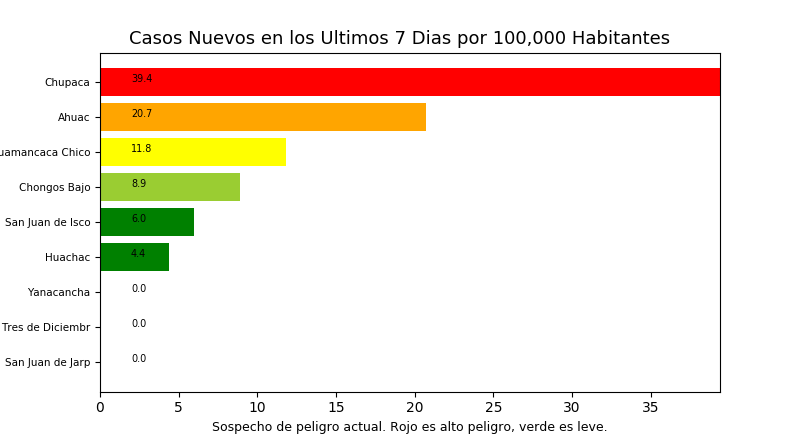 Casos Nuevos en los Ultimos 7 Dias por 100,000 Habitantes
Chupaca 39.4
Ahuac 20.7
uamancaca Chico 11.8
Chongos Bajo 8.9
San Juan de Isco 6.0
Huachac 4.4
Yanacancha 0.0
Tres de Diciembr 0.0
San Juan de Jarp 0.0
0 5 10 15 20 25 30 35
Sospecho de peligro actual. Rojo es alto peligro, verde es leve.